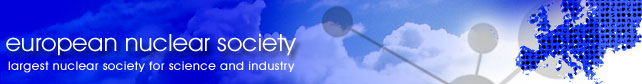 european nuclear society
largest nuclear society for science and industry